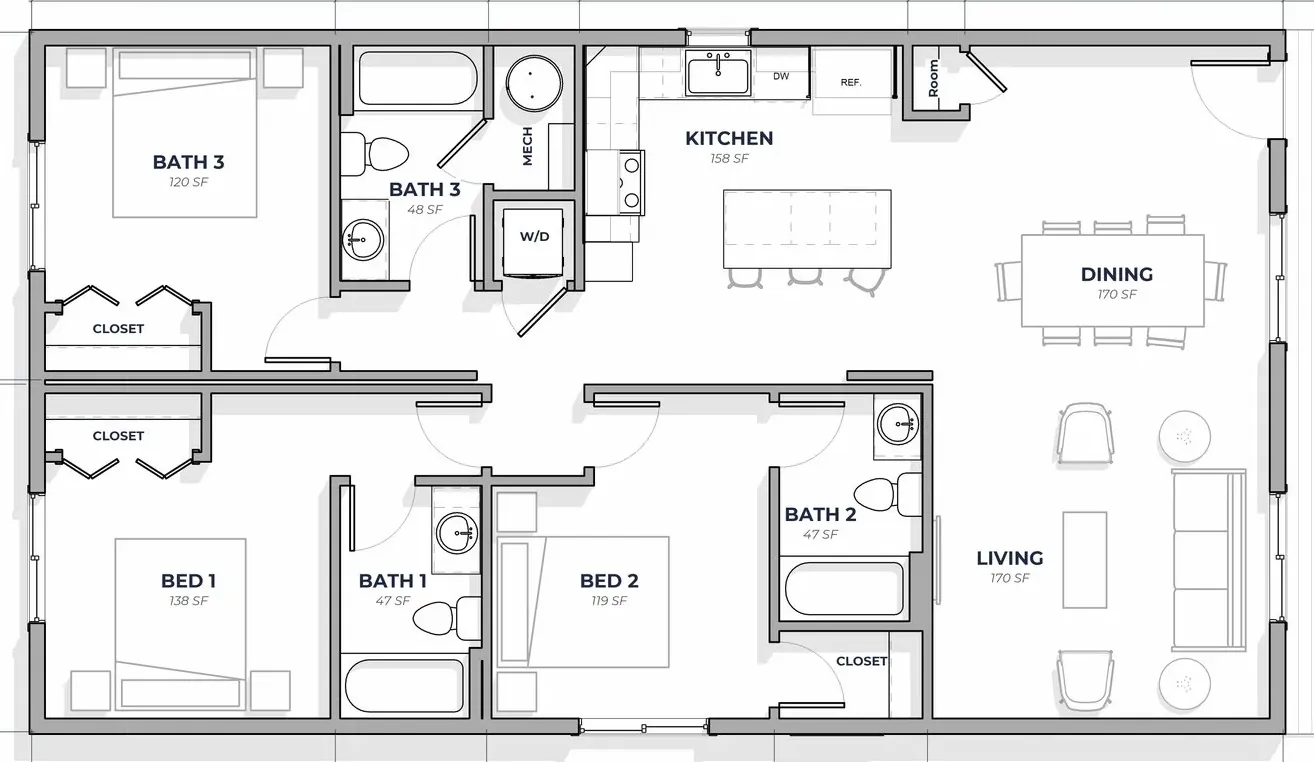 BATH 3
120 SF
CLOSET
BATH 3
48 SF
MECH
W/D
KITCHEN
158 SF
DW
REF.
Room
DINING
170 SF
CLOSET
BED 1
138 SF
BATH 1
47 SF
BED 2
119 SF
BATH 2
47 SF
CLOSET
LIVING
170 SF